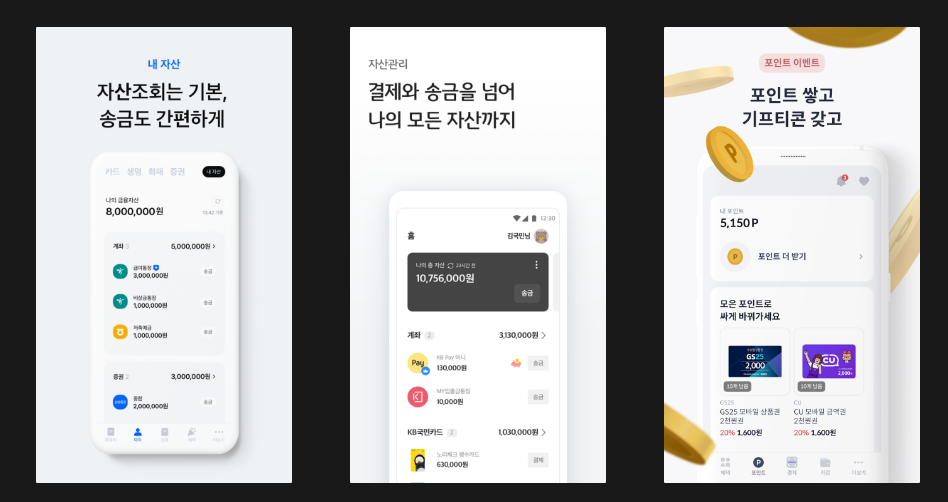 내 자산
자산조회는 기본,
송금도 간편하게
카드 생명 화재 증권
내 자산
나의 금융자산
8,000,000원
계좌 3
5,000,000원
급여통장
3,000,000원
송금
비상금통장
1,000,000원
송금
저축예금
1,000,000원
송금
증권 2
3,000,000원
종합
2,000,000원
송금
자산관리
결제와 송금을 넘어
나의 모든 자산까지
12:30
홈
김국민님
나의 총 자산
10,756,000원
송금
계좌 2
3,130,000원
Pay
KB Pay 머니
130,000원
송금
MY입출금통장
10,000원
송금
KB국민카드 2
1,030,000원
노리체크 펭수카드
630,000원
결제
포인트 이벤트
포인트 쌓고
기프티콘 갖고
P
내 포인트
5,150 P
P
포인트 더 받기
모은 포인트로
싸게 바꿔가세요
GS25
2,000
10개 남음
CU
2,000
10개 남음
GS25
GS25 모바일 상품권
2천원권
20% 1,600원
CU
CU 모바일 금액권
2천원권
20% 1,600원
P
혜택
포인트
결제
지갑
더보기